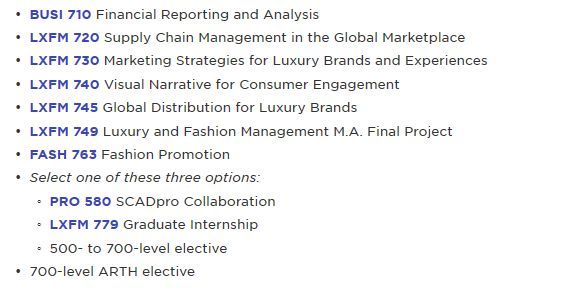 • BUSI 710 Financial Reporting and Analysis
• LXFM 720 Supply Chain Management in the Global Marketplace
• LXFM 730 Marketing Strategies for Luxury Brands and Experiences
• LXFM 740 Visual Narrative for Consumer Engagement
• LXFM 745 Global Distribution for Luxury Brands
• LXFM 749 Luxury and Fashion Management M.A. Final Project
• FASH 763 Fashion Promotion
• Select one of these three options:
◦ PRO 580 SCADpro Collaboration
◦ LXFM 779 Graduate Internship
◦ 500- to 700-level elective
• 700-level ARTH elective